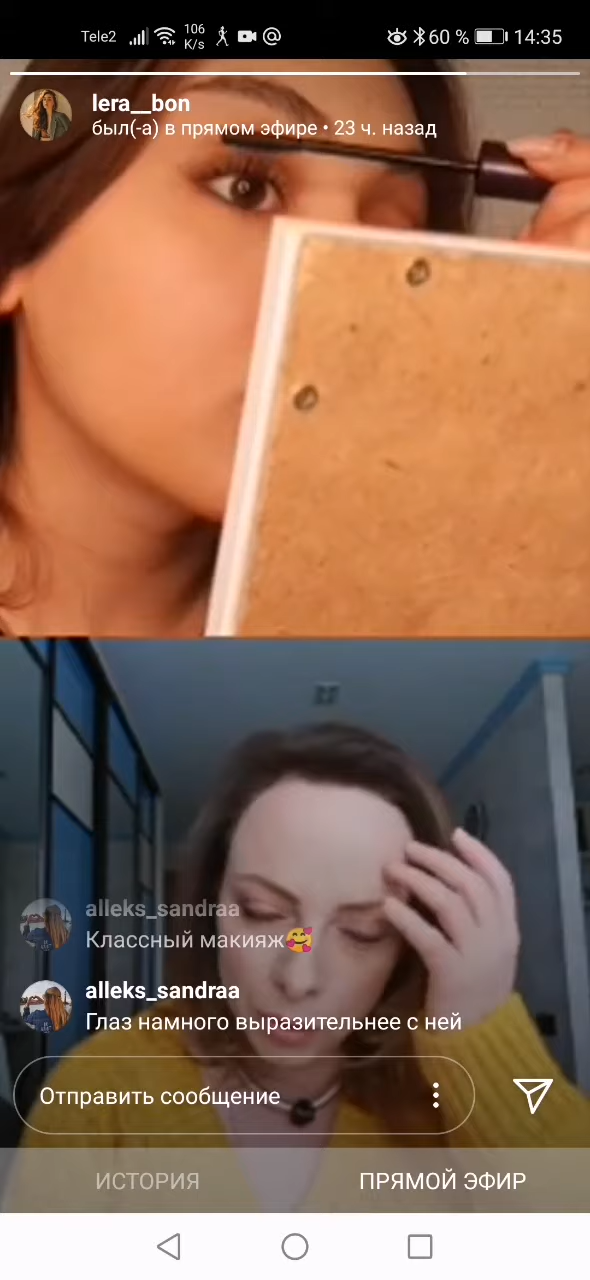 Tele2
106
K/s
60 %
14:35
lera__bon
был(-а) в прямом эфире • 23 ч. назад
alleks_sandraa
Классный макияж🥰
alleks_sandraa
Глаз намного выразительнее с ней
Отправить сообщение
ИСТОРИЯ
ПРЯМОЙ ЭФИР